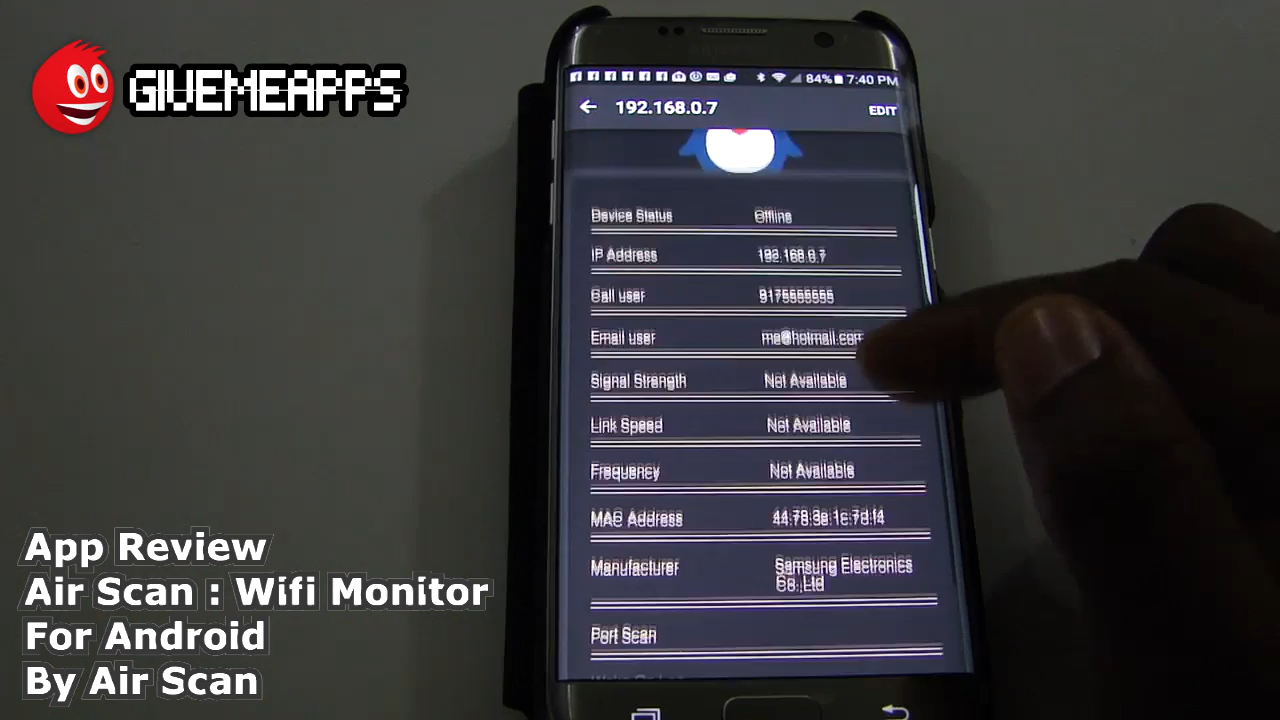 GIVEMEAPPS
84% 7:40 PM
192.168.0.7
EDIT
Device Status Offline
IP Address 192.168.0.7
Call user 9175555555
Email user me@hotmail.com
Signal Strength Not Available
Link Speed Not Available
Frequency Not Available
MAC Address 44.78.3e.1c.7d.f4
Manufacturer Samsung Electronics
Co.,Ltd
Port Scan
App Review
Air Scan : Wifi Monitor
For Android
By Air Scan